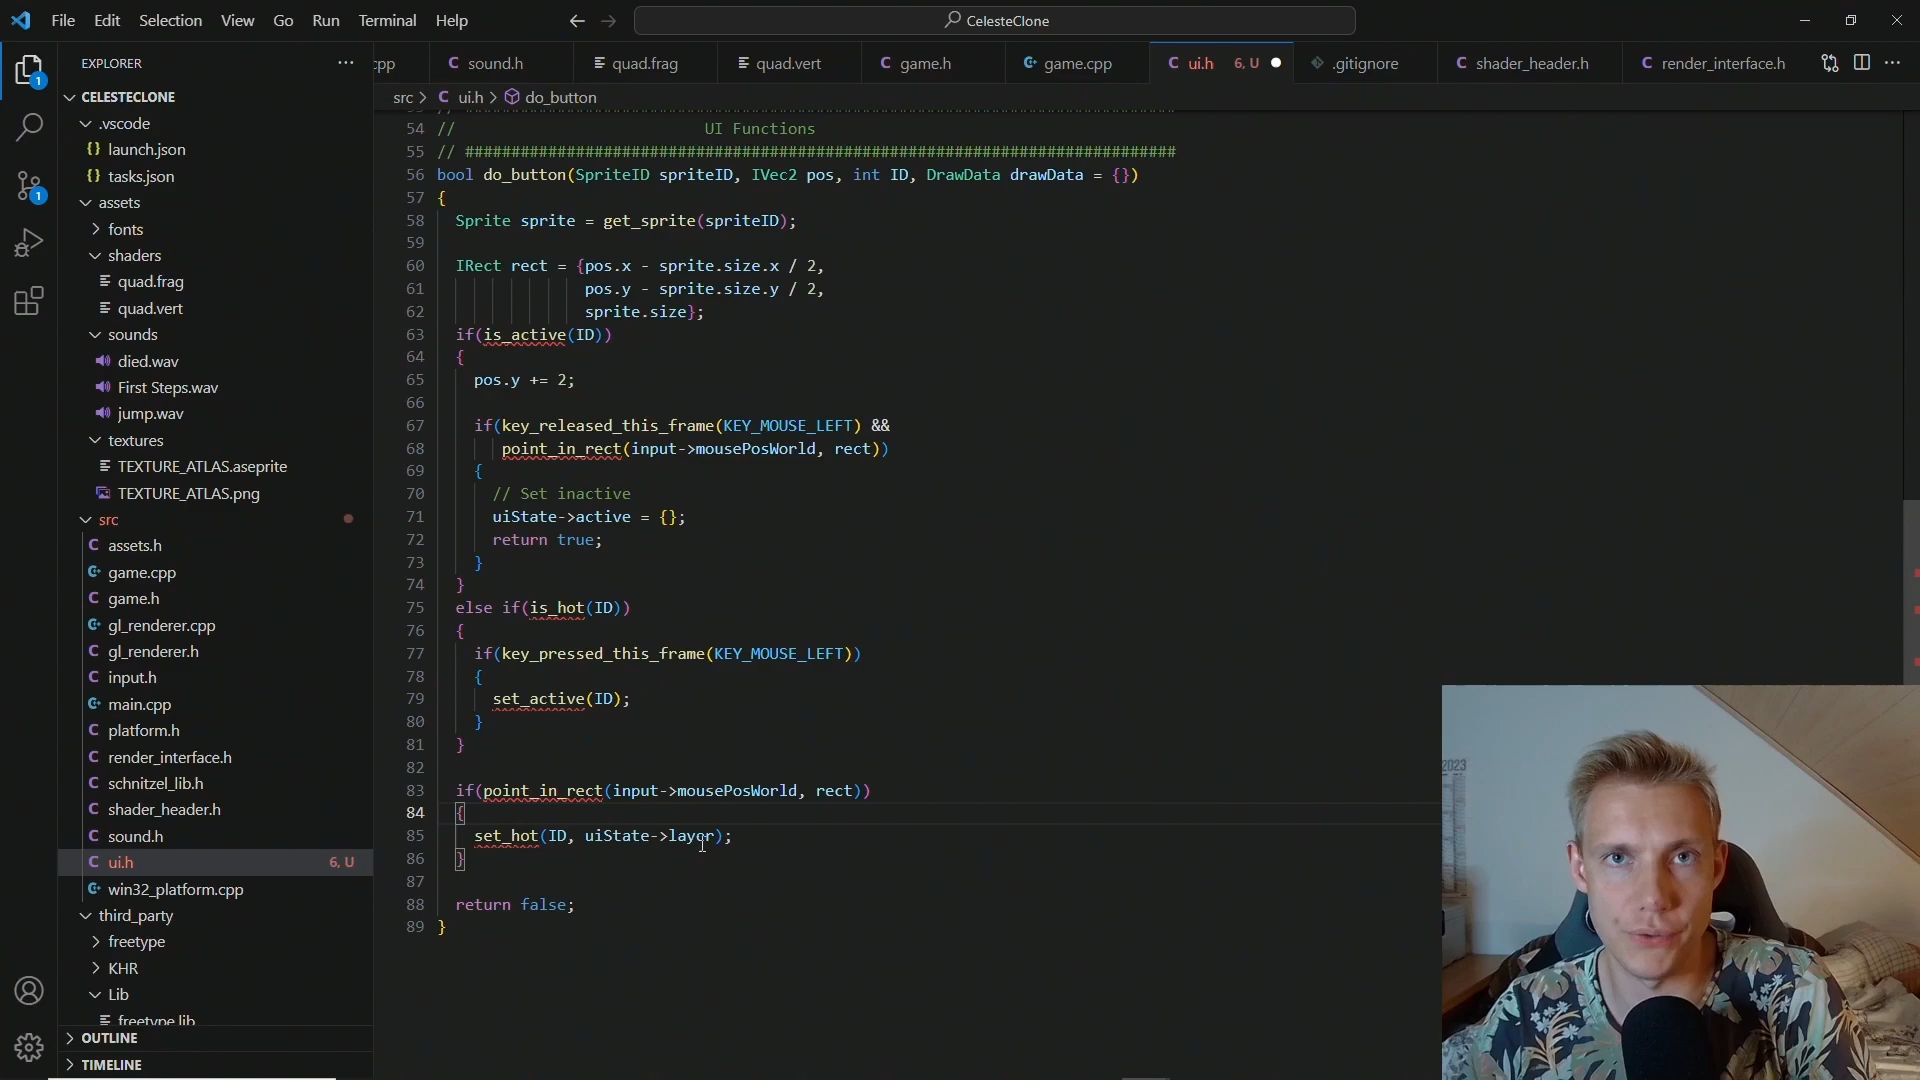 File Edit Selection View Go Run Terminal Help
CelesteClone
EXPLORER
cpp
sound.h
quad.frag
quad.vert
game.h
game.cpp
ui.h 6, U
.gitignore
shader_header.h
render_interface.h
src > ui.h > do_button
1
1
CELESTECLONE
.vscode
launch.json
tasks.json
assets
fonts
shaders
quad.frag
quad.vert
sounds
died.wav
First Steps.wav
jump.wav
textures
TEXTURE_ATLAS.aseprite
TEXTURE_ATLAS.png
src
assets.h
game.cpp
game.h
gl_renderer.cpp
gl_renderer.h
input.h
main.cpp
platform.h
render_interface.h
schnitzel_lib.h
shader_header.h
sound.h
ui.h 6, U
win32_platform.cpp
third_party
freetype
KHR
Lib
freetype.lib
OUTLINE
TIMELINE
54 // UI Functions
55 // #############################################################################
56 bool do_button(SpriteID spriteID, IVec2 pos, int ID, DrawData drawData = {})
57 {
58 Sprite sprite = get_sprite(spriteID);
59
60 IRect rect = {pos.x - sprite.size.x / 2,
61 pos.y - sprite.size.y / 2,
62 sprite.size};
63 if(is_active(ID))
64 {
65 pos.y += 2;
66
67 if(key_released_this_frame(KEY_MOUSE_LEFT) &&
68 point_in_rect(input->mousePosWorld, rect))
69 {
70 // Set inactive
71 uiState->active = {};
72 return true;
73 }
74 }
75 else if(is_hot(ID))
76 {
77 if(key_pressed_this_frame(KEY_MOUSE_LEFT))
78 {
79 set_active(ID);
80 }
81 }
82
83 if(point_in_rect(input->mousePosWorld, rect))
84 {
85 set_hot(ID, uiState->layer);
86 }
87
88 return false;
89 }
2023